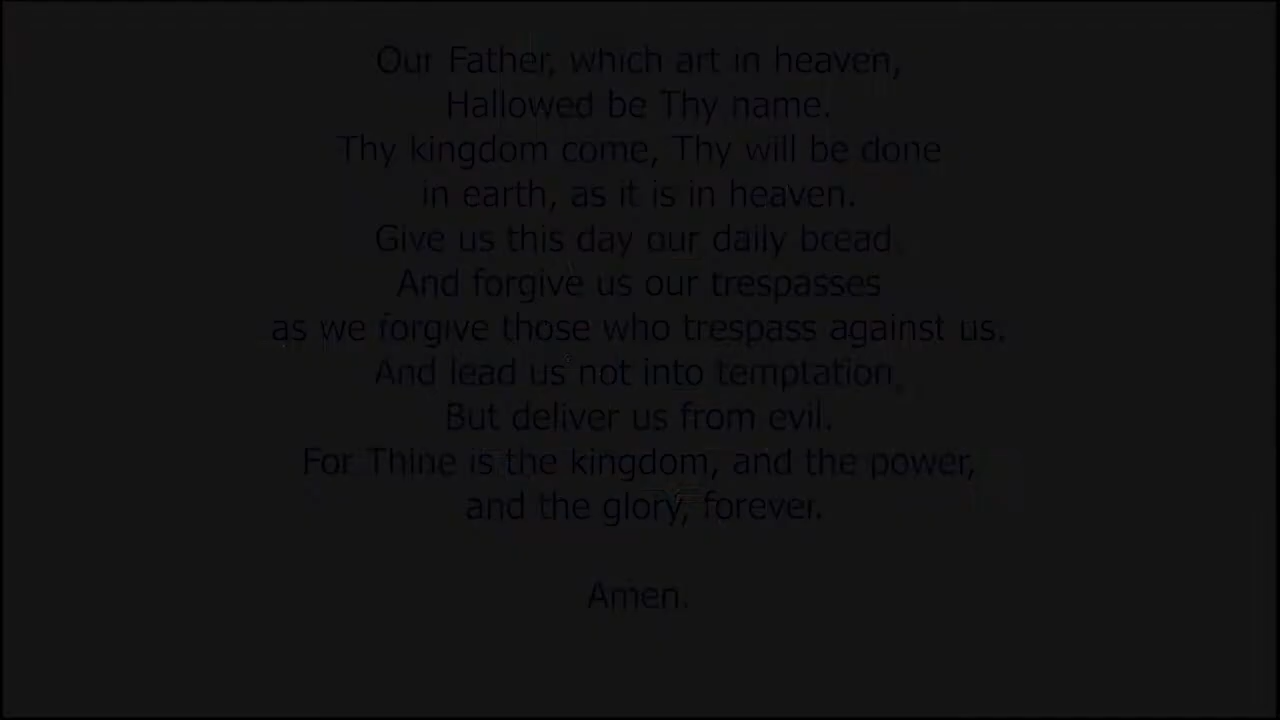 Our Father, which art in heaven,
Hallowed be Thy name.
Thy kingdom come, Thy will be done
in earth, as it is in heaven.
Give us this day our daily bread.
And forgive us our trespasses
as we forgive those who trespass against us.
And lead us not into temptation,
But deliver us from evil.
For Thine is the kingdom, and the power,
and the glory, forever.
Amen.